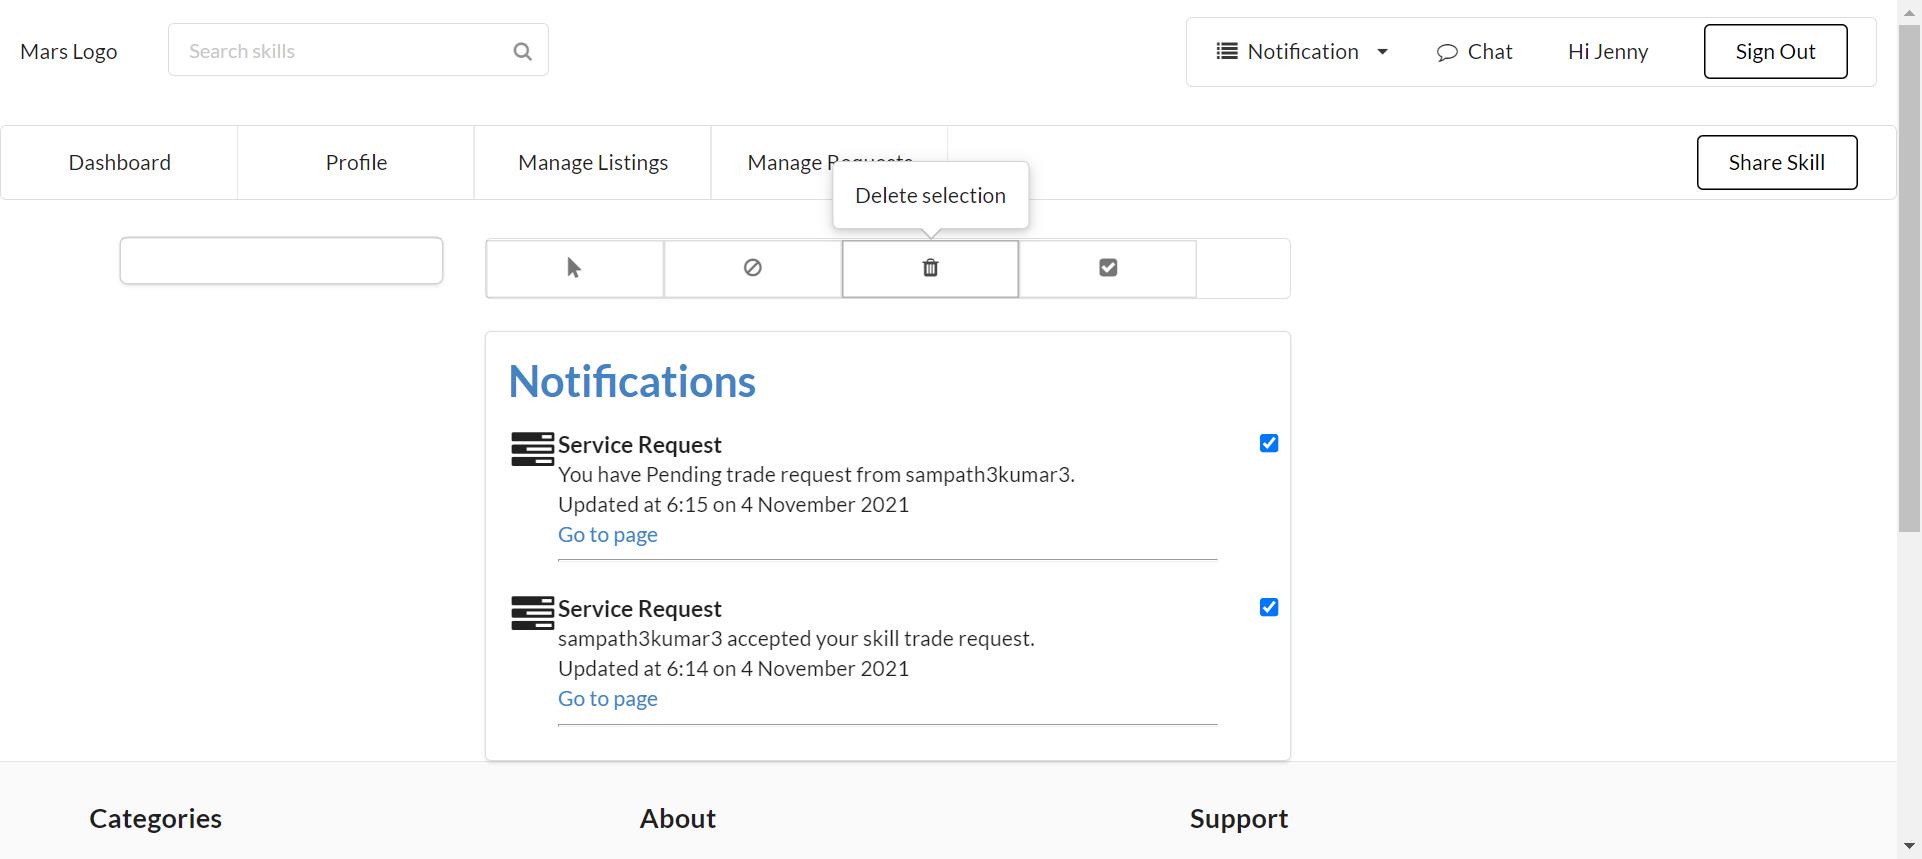 Mars Logo
Search skills
Notification
Chat
Hi Jenny
Sign Out
Dashboard
Profile
Manage Listings
Manage Requests
Share Skill
Delete selection
Notifications
Service Request
You have Pending trade request from sampath3kumar3.
Updated at 6:15 on 4 November 2021
Go to page
Service Request
sampath3kumar3 accepted your skill trade request.
Updated at 6:14 on 4 November 2021
Go to page
Categories
About
Support